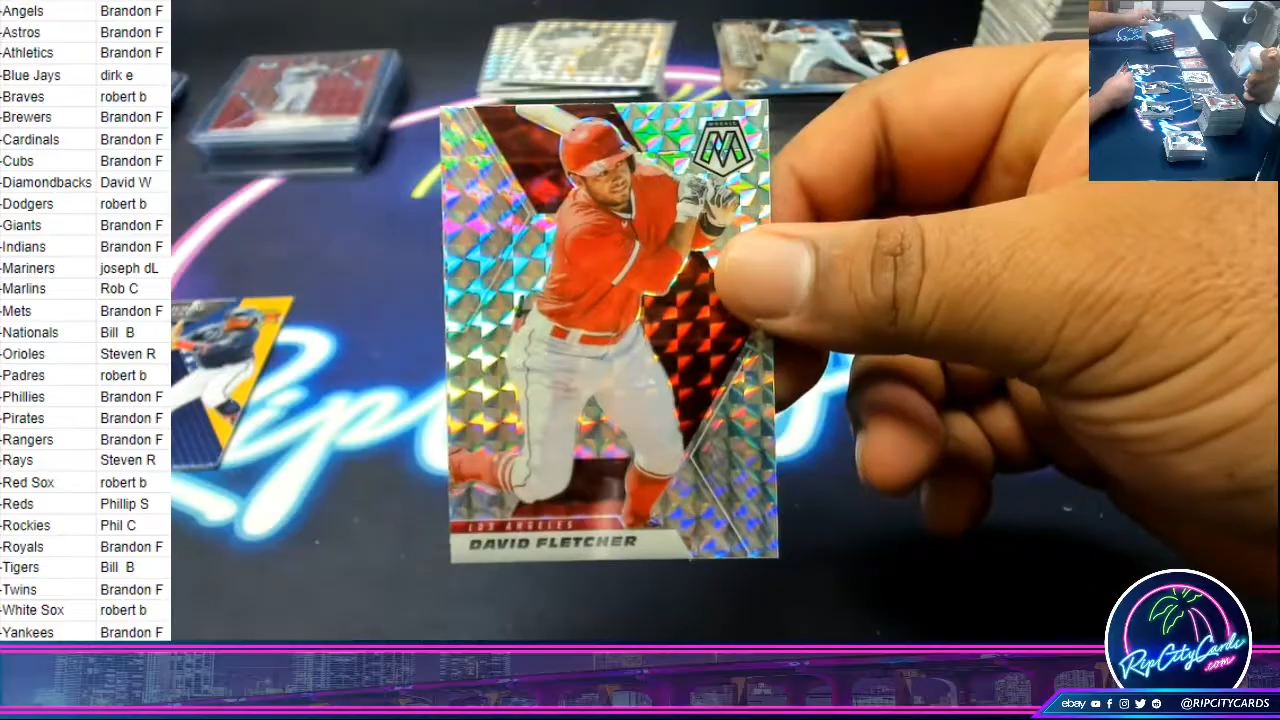 -Angels Brandon F
-Astros Brandon F
-Athletics Brandon F
-Blue Jays dirk e
-Braves robert b
-Brewers Brandon F
-Cardinals Brandon F
-Cubs Brandon F
-Diamondbacks David W
-Dodgers robert b
-Giants Brandon F
-Indians Brandon F
-Mariners joseph dL
-Marlins Rob C
-Mets Brandon F
-Nationals Bill B
-Orioles Steven R
-Padres robert b
-Phillies Brandon F
-Pirates Brandon F
-Rangers Brandon F
-Rays Steven R
-Red Sox robert b
-Reds Phillip S
-Rockies Phil C
-Royals Brandon F
-Tigers Bill B
-Twins Brandon F
-White Sox robert b
-Yankees Brandon F
MOSAIC
M
LOS ANGELES
DAVID FLETCHER
RipCityCards
.com
ebay @RIPCITYCARDS